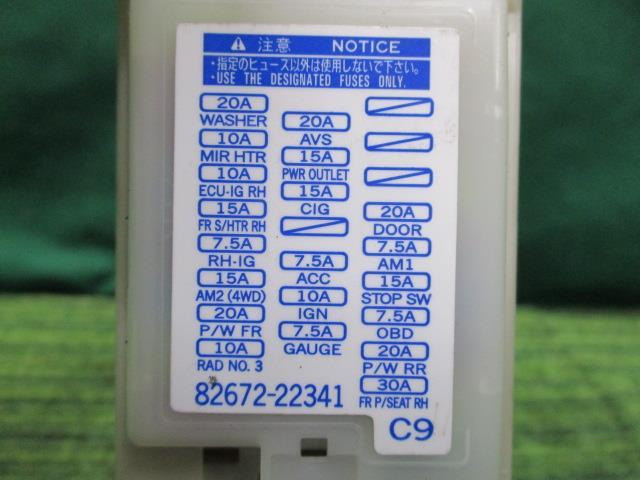 注意 NOTICE
・指定のヒューズ以外は使用しないで下さい。
・USE THE DESIGNATED FUSES ONLY.
20A
WASHER
10A
MIR HTR
10A
ECU-IG RH
15A
FR S/HTR RH
7.5A
RH-IG
15A
AM2 (4WD)
20A
P/W FR
10A
RAD NO. 3
20A
AVS
15A
PWR OUTLET
15A
CIG
7.5A
ACC
10A
IGN
7.5A
GAUGE
20A
DOOR
7.5A
AM1
15A
STOP SW
7.5A
OBD
20A
P/W RR
30A
FR P/SEAT RH
82672-22341
C9